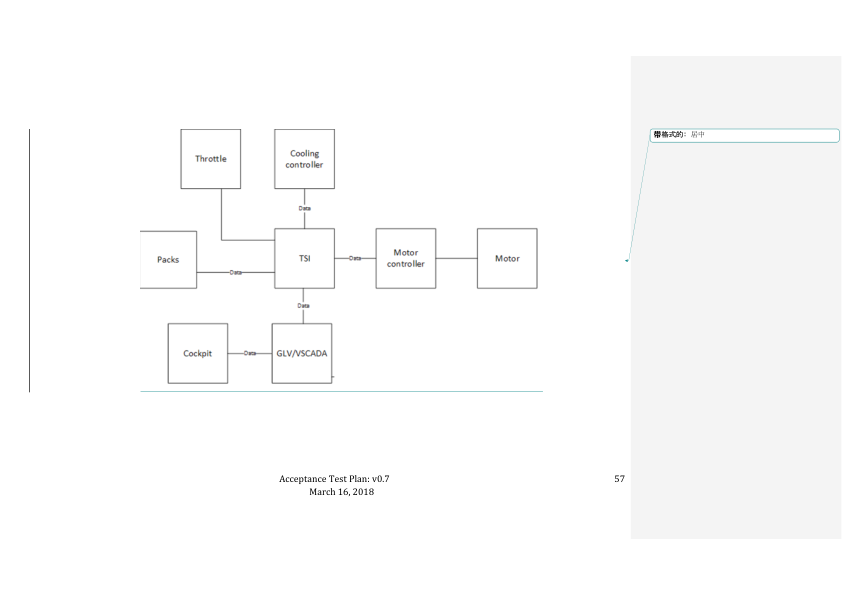 带格式的: 居中
Throttle
Cooling
controller
Data
Packs
Data
TSI
Data
Motor
controller
Motor
Data
Cockpit
Data
GLV/VSCADA
Acceptance Test Plan: v0.7
57
March 16, 2018